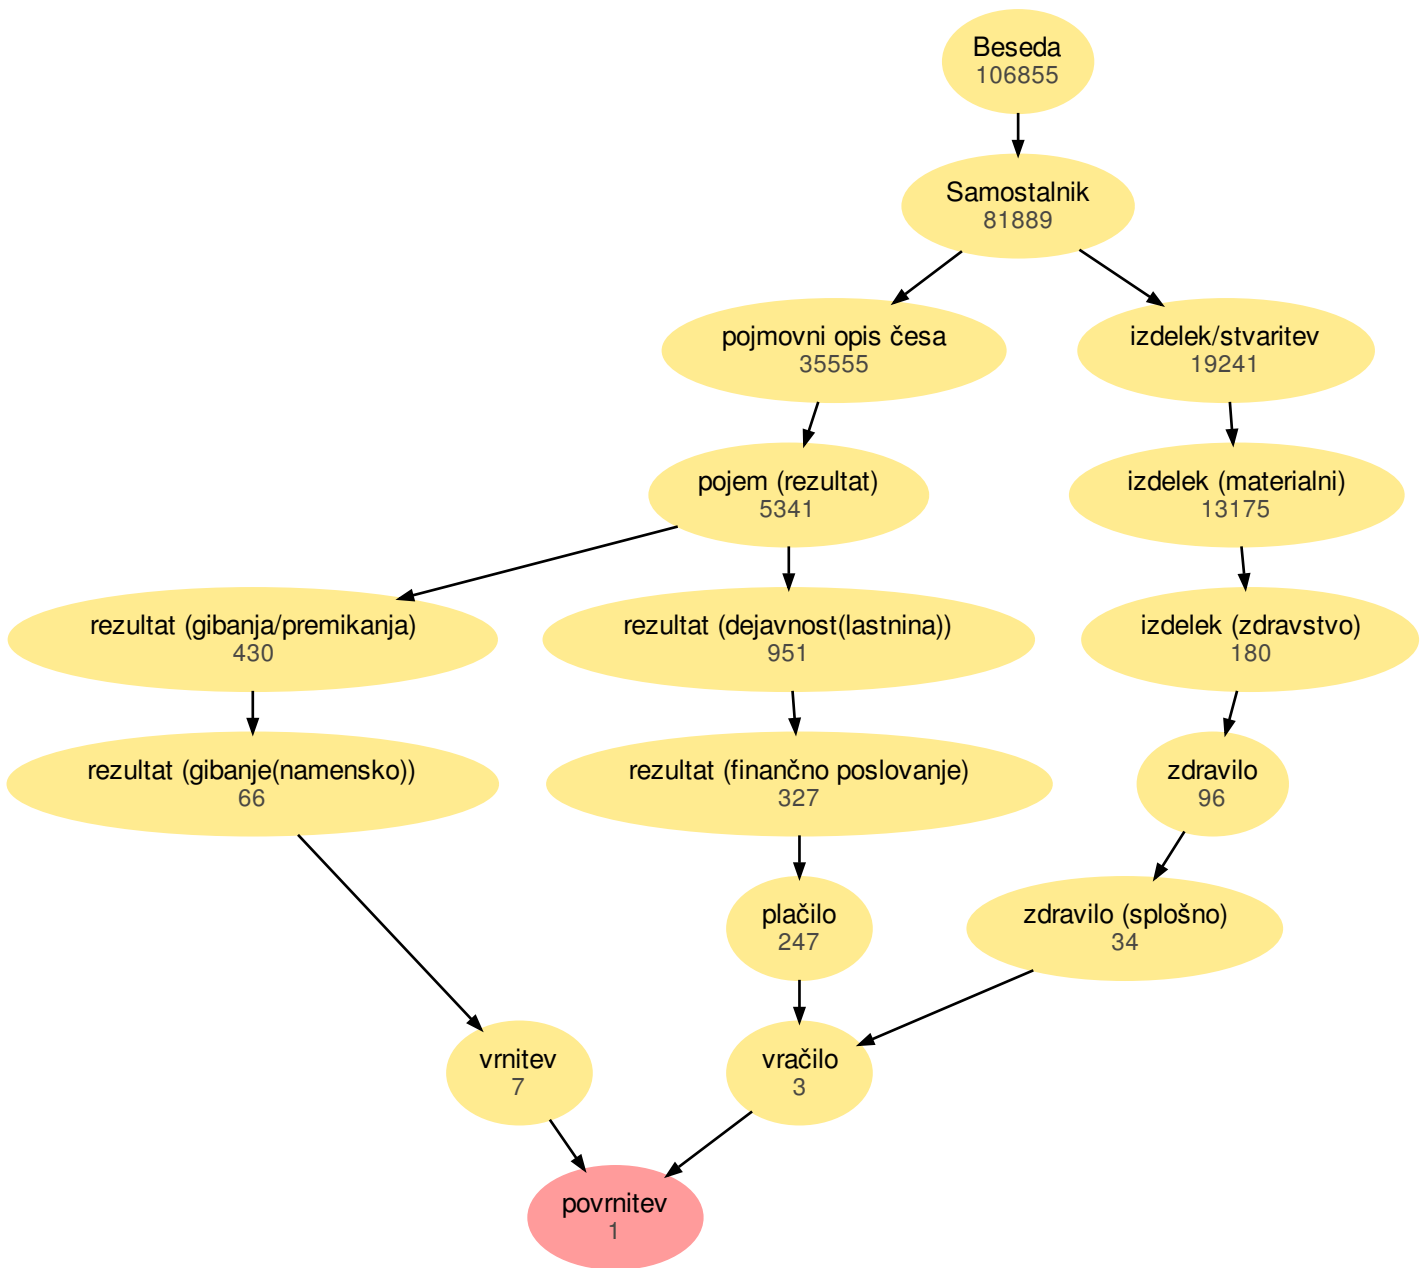 Beseda
106855
Samostalnik
81889
pojmovni opis česa
35555
izdelek/stvaritev
19241
pojem (rezultat)
5341
izdelek (materialni)
13175
rezultat (gibanja/premikanja)
430
rezultat (dejavnost(lastnina))
951
izdelek (zdravstvo)
180
rezultat (gibanje(namensko))
66
rezultat (finančno poslovanje)
327
zdravilo
96
plačilo
247
zdravilo (splošno)
34
vrnitev
7
vračilo
3
povrnitev
1